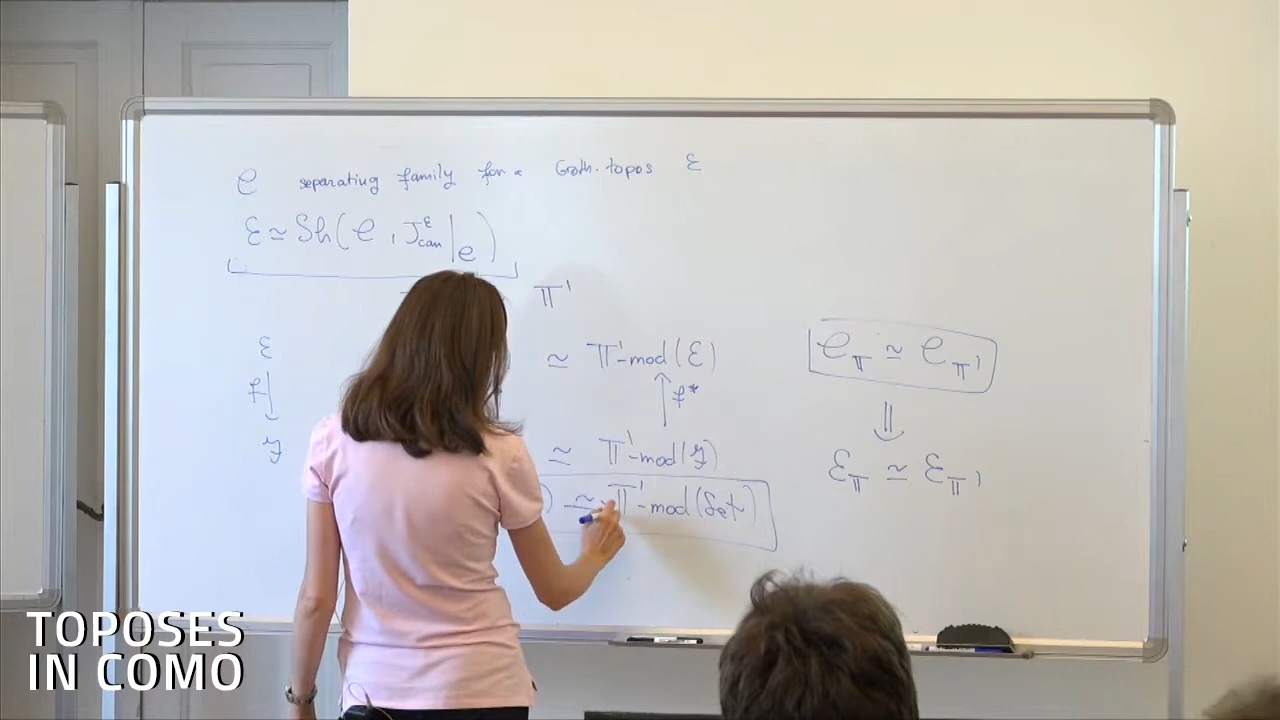 𝒞 separating family for a Groth. topos ℰ
ℰ ≃ Sh(𝒞, J^ℰ_can|_𝒞)
𝕋'
ℰ ≃ 𝕋'-mod(ℰ)
f f*
ℱ ≃ 𝕋'-mod(ℱ)
) ≃ 𝕋'-mod(Set)
𝒞_𝕋 ≃ 𝒞_𝕋'
⇓
ℰ_𝕋 ≃ ℰ_𝕋'
TOPOSES
IN COMO